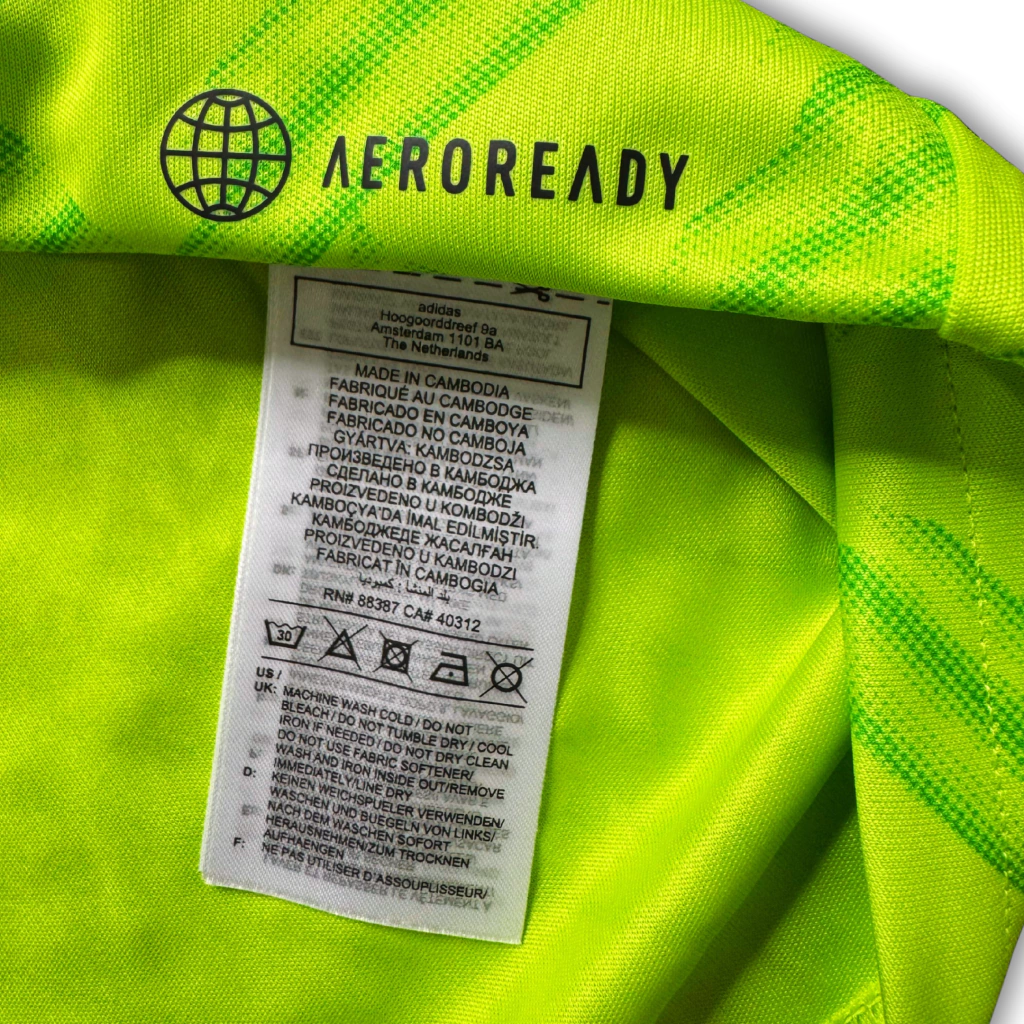 AEROREADY
adidas
Hoogoorddreef 9a
Amsterdam 1101 BA
The Netherlands
MADE IN CAMBODIA
FABRIQUÉ AU CAMBODGE
FABRICADO EN CAMBOYA
FABRICADO NO CAMBOJA
GYÁRTVA: KAMBODZSA
ПРОИЗВЕДЕНО В КАМБОДЖА
СДЕЛАНО В КАМБОДЖЕ
PROIZVEDENO U KOMBODŽI
KAMBOÇYA'DA İMAL EDİLMİŞTİR.
КАМБОДЖЕДЕ ЖАСАЛҒАН
PROIZVEDENO U KAMBODZI
FABRICAT ÎN CAMBOGIA
بلد المنشأ : كمبوديا
RN# 88387 CA# 40312
30
US /
UK: MACHINE WASH COLD / DO NOT
BLEACH / DO NOT TUMBLE DRY / COOL
IRON IF NEEDED / DO NOT DRY CLEAN
DO NOT USE FABRIC SOFTENER/
WASH AND IRON INSIDE OUT/REMOVE
IMMEDIATELY/LINE DRY
D: KEINEN WEICHSPUELER VERWENDEN/
WASCHEN UND BUEGELN VON LINKS/
NACH DEM WASCHEN SOFORT
HERAUSNEHMEN/ZUM TROCKNEN
AUFHAENGEN
F: NE PAS UTILISER D'ASSOUPLISSEUR/